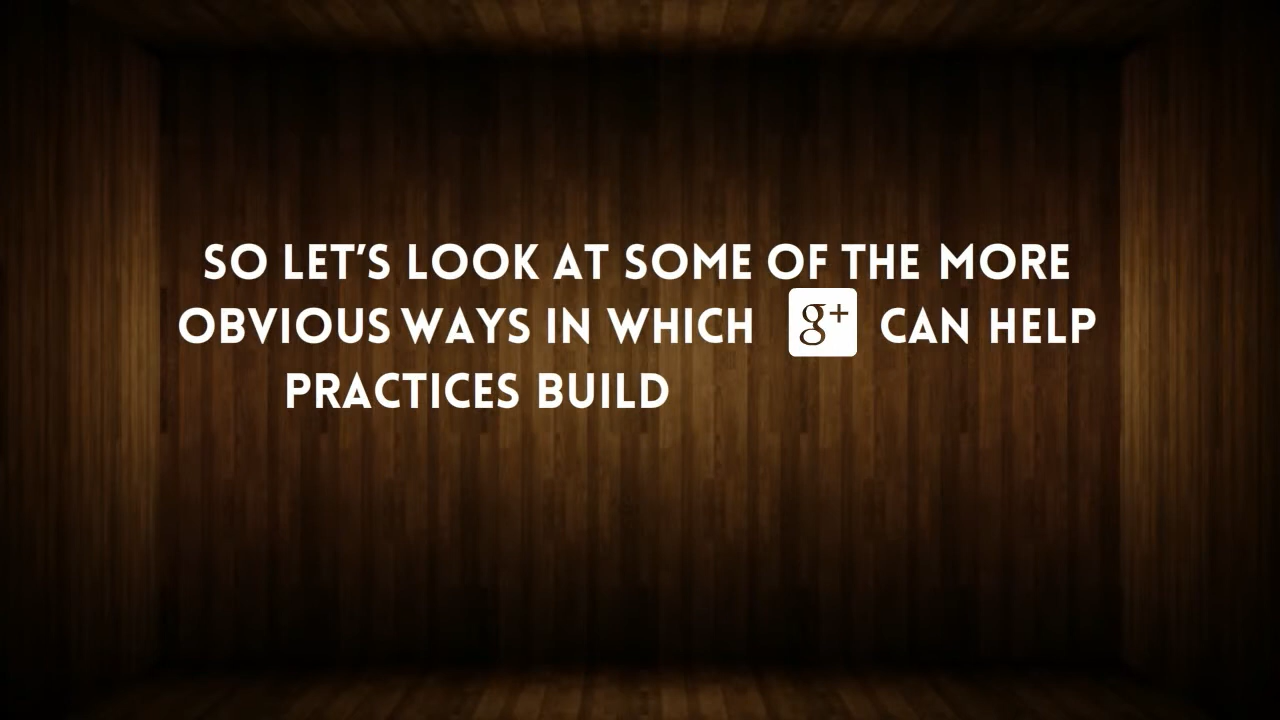 SO LET'S LOOK AT SOME OF THE MORE
OBVIOUS WAYS IN WHICH g+ CAN HELP
PRACTICES BUILD